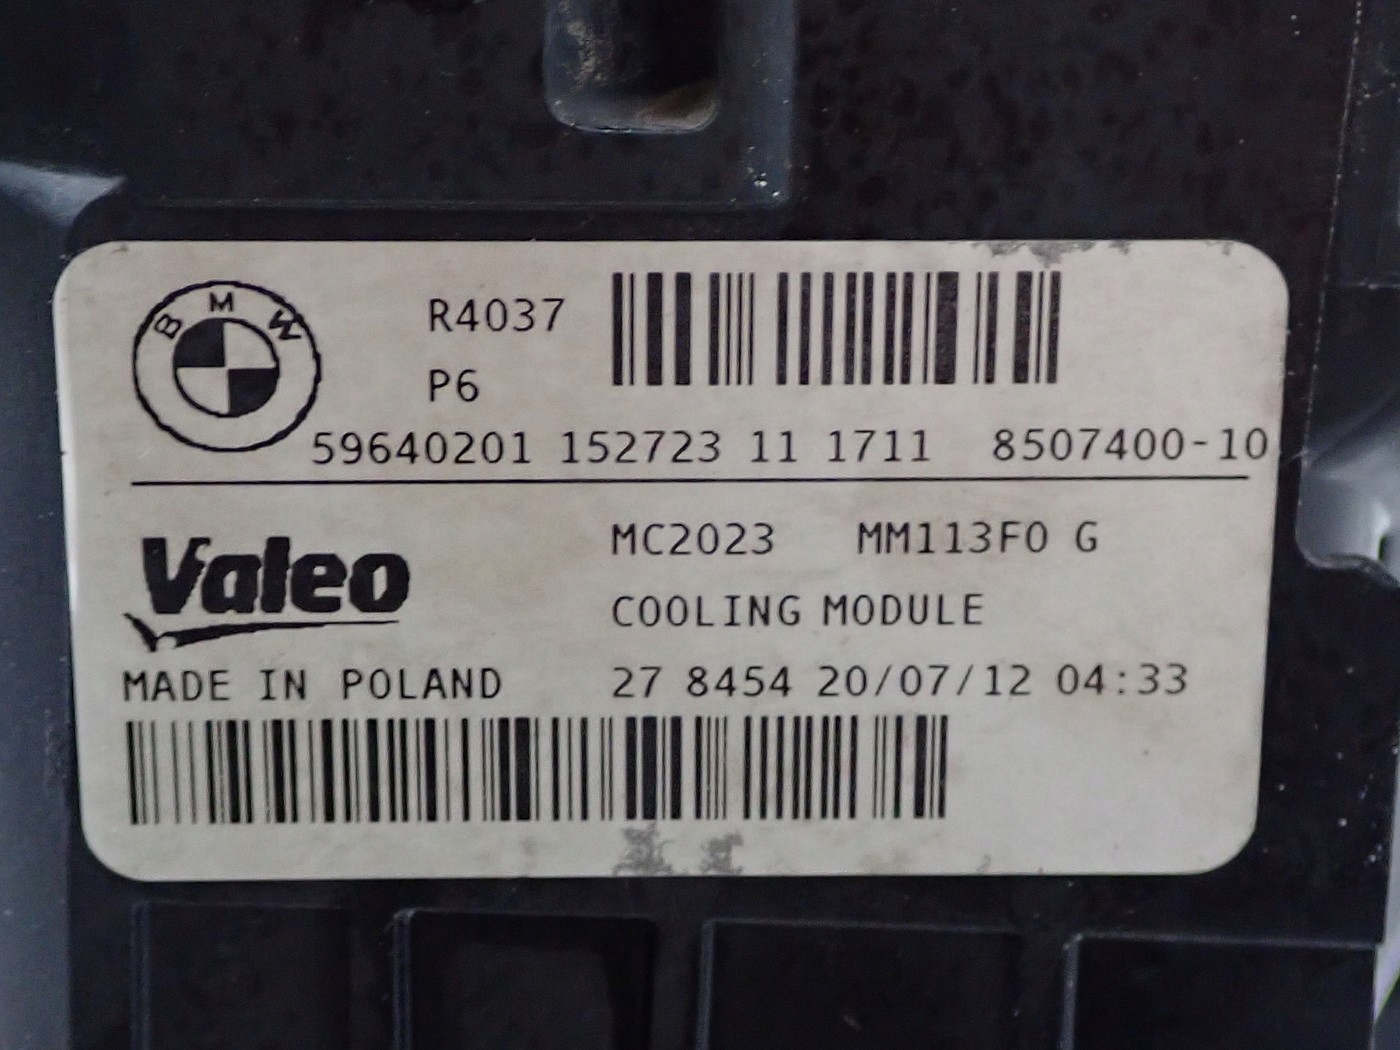 BMW
R4037
P6
59640201 152723 11 1711 8507400-10
Valeo
MC2023 MM113F0 G
COOLING MODULE
MADE IN POLAND 27 8454 20/07/12 04:33